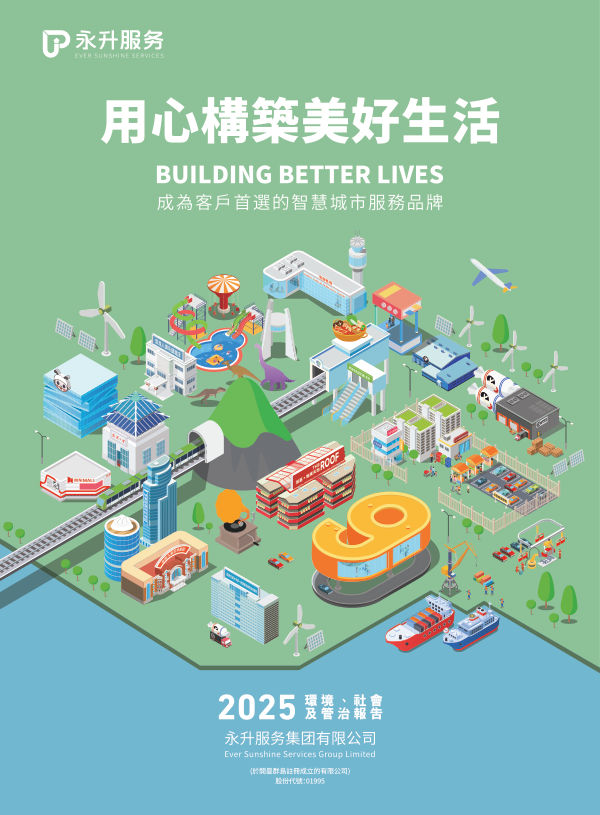 永升服务
EVER SUNSHINE SERVICES
用心構築美好生活
BUILDING BETTER LIVES
成為客戶首選的智慧城市服務品牌
THE ROOF
2025 環境、社會
及管治報告
永升服务集团有限公司
Ever Sunshine Services Group Limited
(於開曼群島註冊成立的有限公司)
股份代號:01995